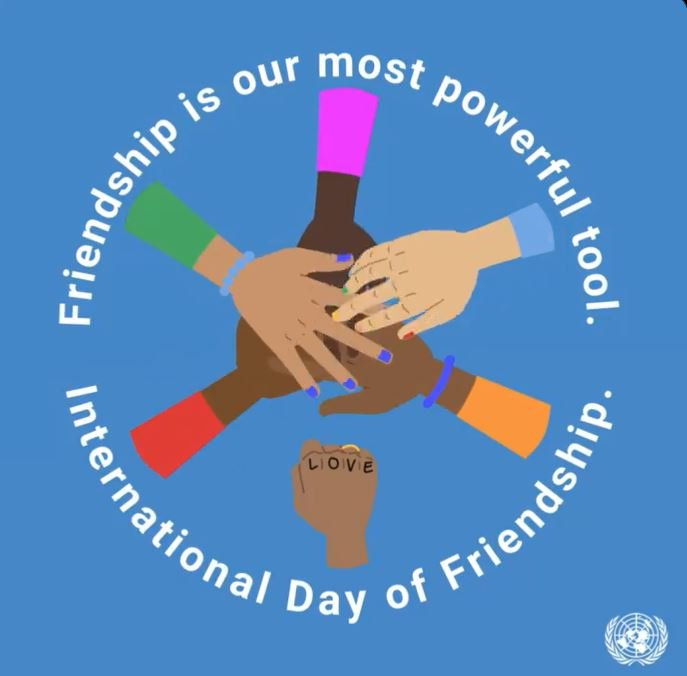 Friendship is our most powerful tool.
LOVE
International Day of Friendship.